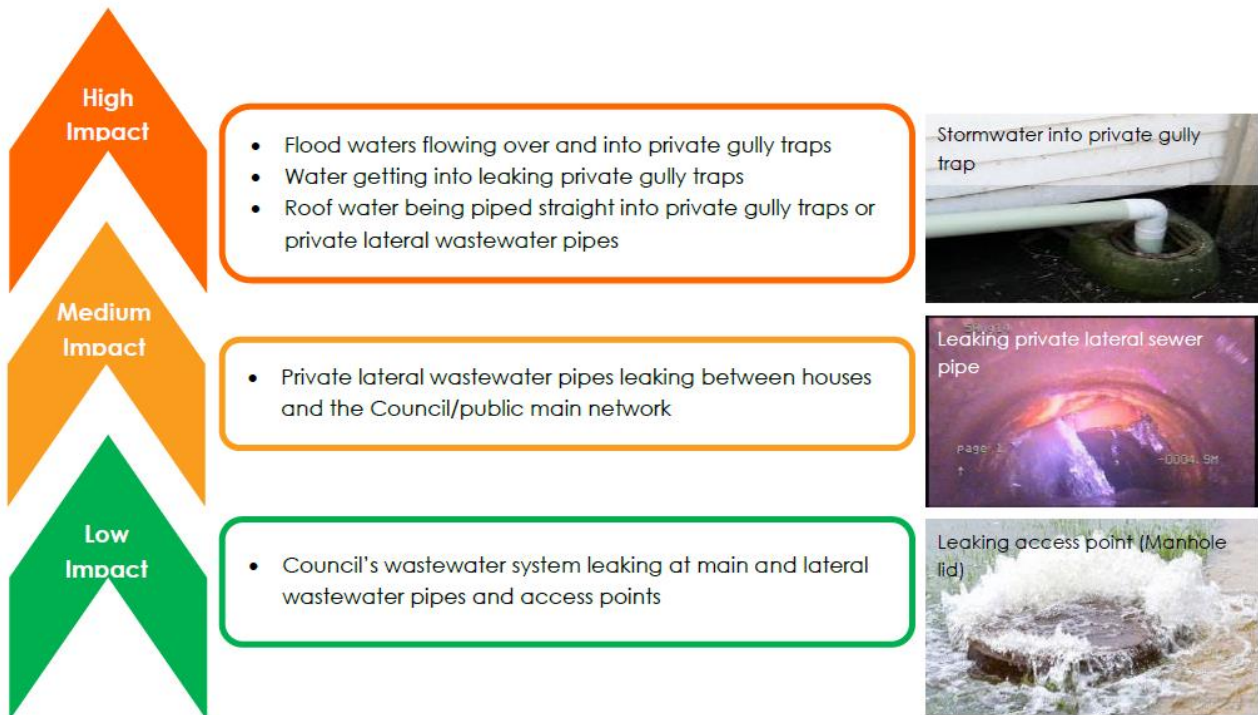 High
Impact
• Flood waters flowing over and into private gully traps
• Water getting into leaking private gully traps
• Roof water being piped straight into private gully traps or
private lateral wastewater pipes
Stormwater into private gully
trap
Medium
Impact
• Private lateral wastewater pipes leaking between houses
and the Council/public main network
Leaking private lateral sewer
pipe
page 1
-0004.9M
Low
Impact
• Council's wastewater system leaking at main and lateral
wastewater pipes and access points
Leaking access point (Manhole
lid)